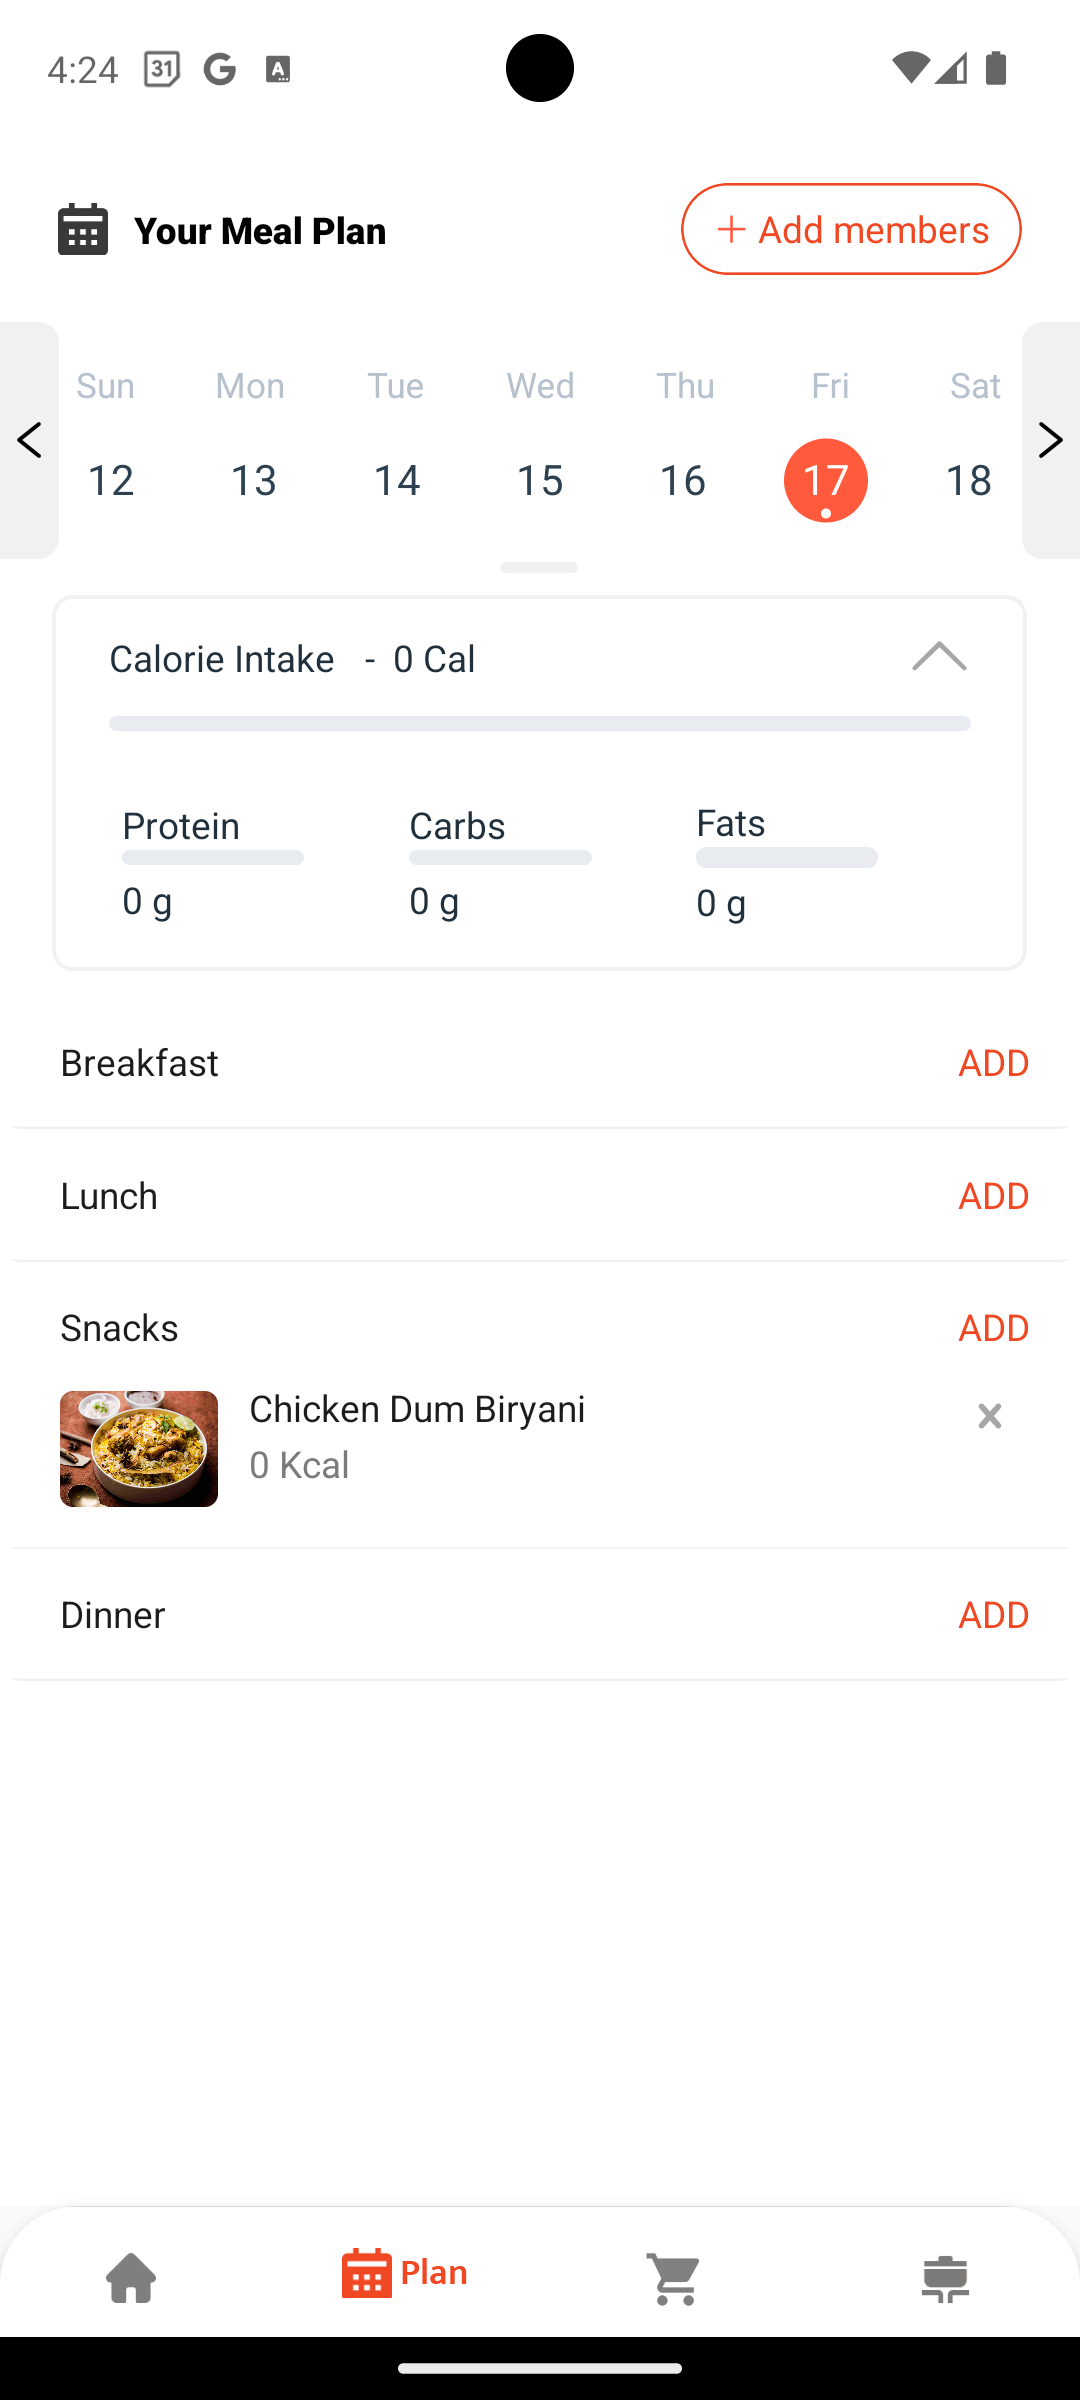 4:24 31 G A
Your Meal Plan
+ Add members
Sun Mon Tue Wed Thu Fri Sat
12 13 14 15 16 17 18
Calorie Intake - 0 Cal
Protein Carbs Fats
0 g 0 g 0 g
Breakfast ADD
Lunch ADD
Snacks ADD
Chicken Dum Biryani
0 Kcal
Dinner ADD
Plan